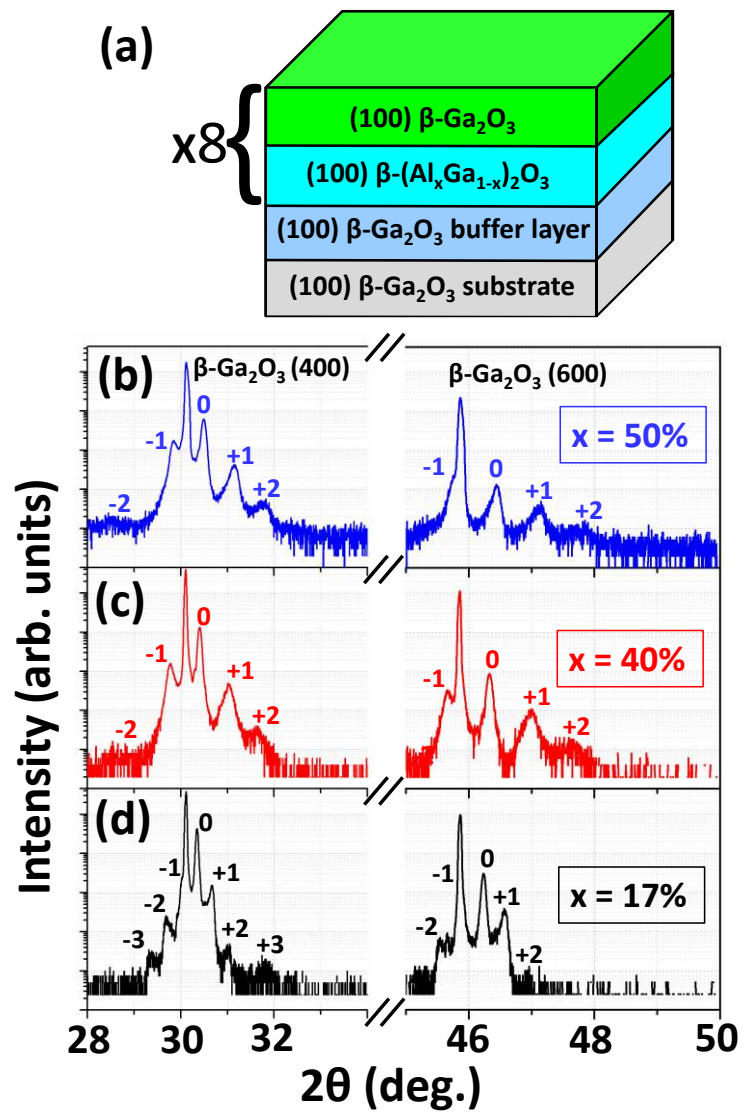 (a)
x8
(100) β-Ga₂O₃
(100) β-(AlₓGa₁₋ₓ)₂O₃
(100) β-Ga₂O₃ buffer layer
(100) β-Ga₂O₃ substrate
Intensity (arb. units)
(b)
β-Ga₂O₃ (400)
β-Ga₂O₃ (600)
x = 50%
-2
-1
0
+1
+2
-1
0
+1
+2
(c)
x = 40%
-2
-1
0
+1
+2
-1
0
+1
+2
(d)
x = 17%
-3
-2
-1
0
+1
+2
+3
-2
-1
0
+1
+2
28 30 32 46 48 50
2θ (deg.)